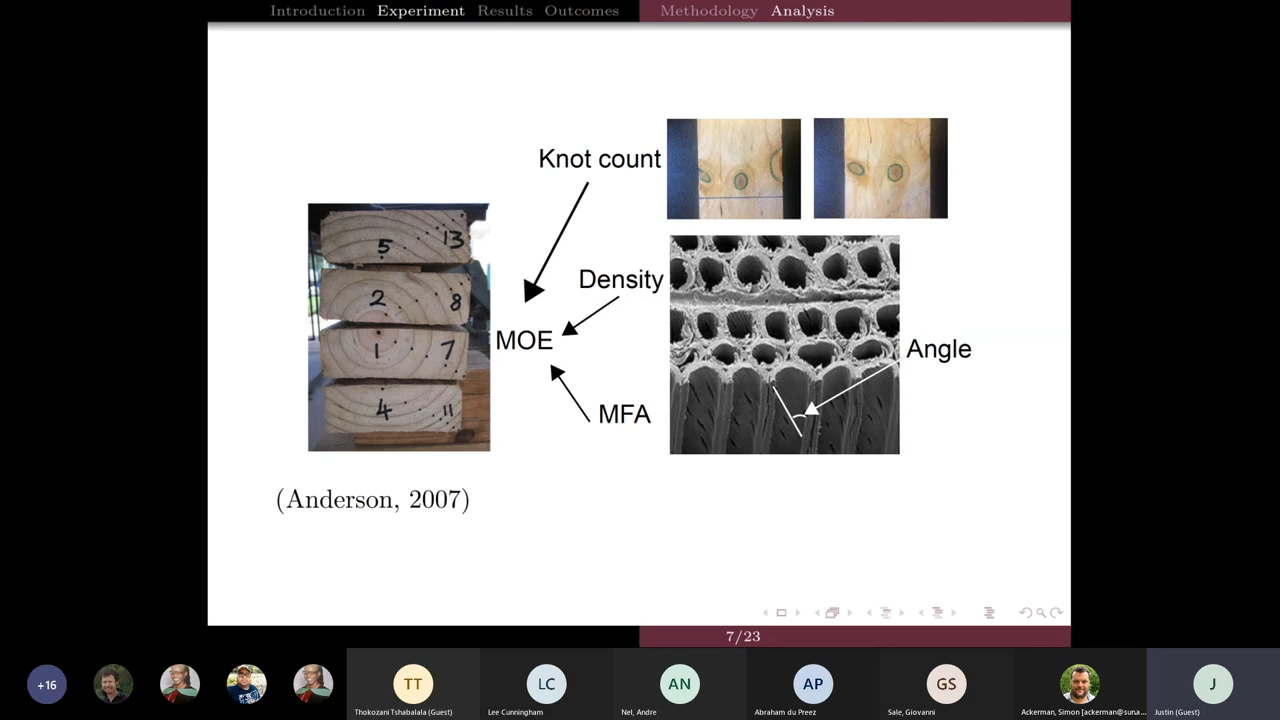 Introduction Experiment Results Outcomes
Methodology Analysis
Knot count
Density
MOE
MFA
Angle
5 13
2 8
1 7
4 11
(Anderson, 2007)
7/23
+16
TT
LC
AN
AP
GS
J
Thokozani Tshabalala (Guest)
Lee Cunningham
Nel, Andre
Abraham du Preez
Sale, Giovanni
Ackerman, Simon [ackerman@suna...
Justin (Guest)